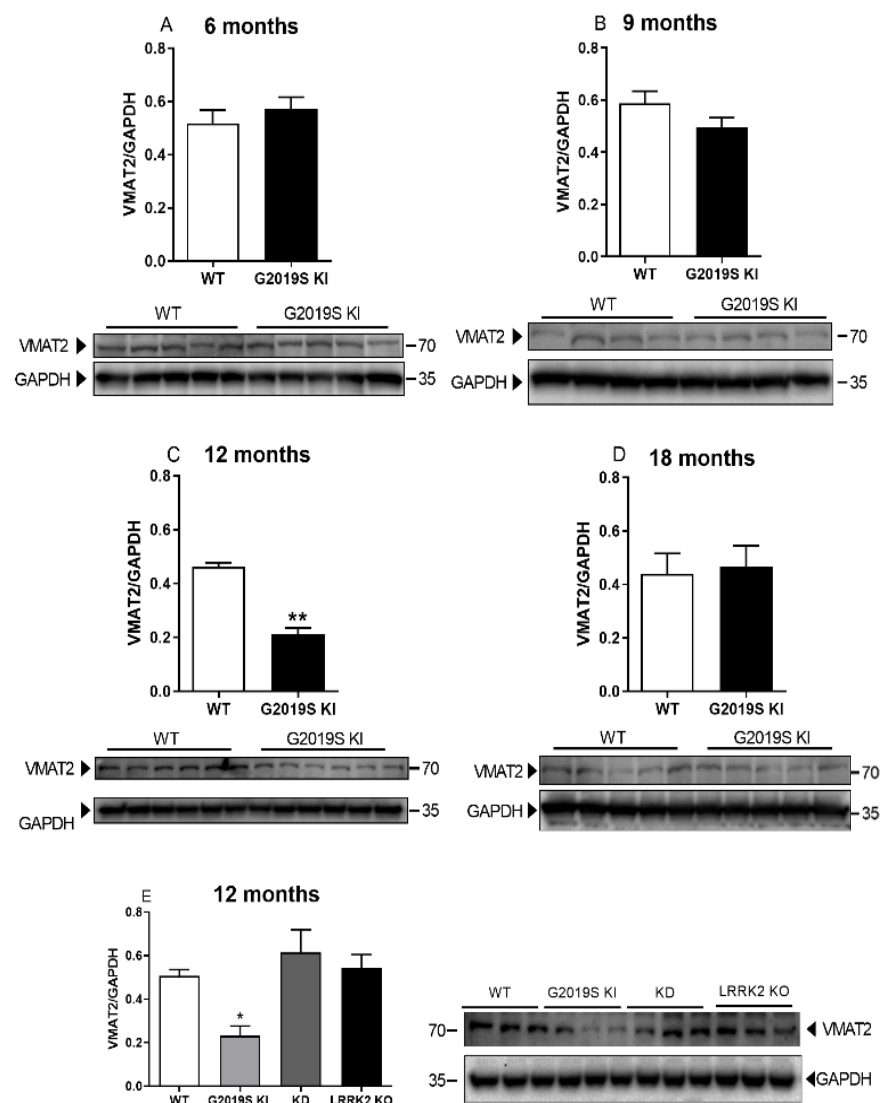 A 6 months
VMAT2/GAPDH
0.8
0.6
0.4
0.2
0.0
WT G2019S KI
WT G2019S KI
VMAT2 70
GAPDH 35
B 9 months
VMAT2/GAPDH
0.8
0.6
0.4
0.2
0.0
WT G2019S KI
WT G2019S KI
VMAT2 70
GAPDH 35
C 12 months
VMAT2/GAPDH
0.8
0.6
0.4
0.2
0.0
**
WT G2019S KI
WT G2019S KI
VMAT2 70
GAPDH 35
D 18 months
VMAT2/GAPDH
0.8
0.6
0.4
0.2
0.0
WT G2019S KI
WT G2019S KI
VMAT2 70
GAPDH 35
E 12 months
VMAT2/GAPDH
0.8
0.6
0.4
0.2
0.0
*
WT G2019S KI KD LRRK2 KO
WT G2019S KI KD LRRK2 KO
70 VMAT2
35 GAPDH